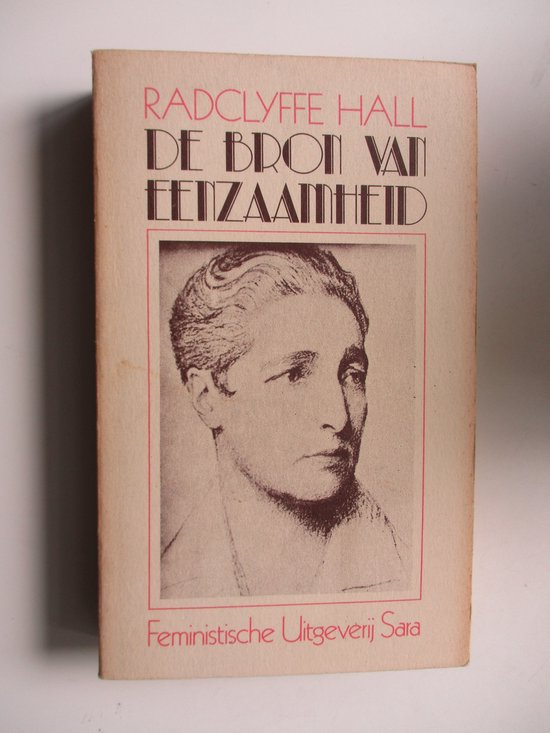 RADCLYFFE HALL
DE BRON VAN
EENZAAMHEID
Feministische Uitgeverij Sara